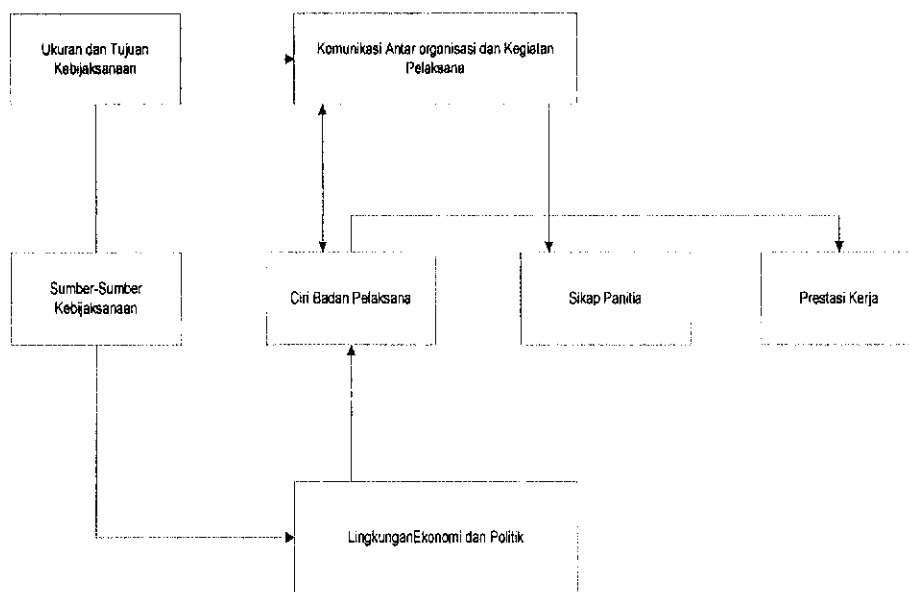 Ukuran dan Tujuan
Kebijaksanaan
Komunikasi Antar organisasi dan Kegiatan
Pelaksana
Sumber-Sumber
Kebijaksanaan
Ciri Badan Pelaksana
Sikap Panitia
Prestasi Kerja
LingkunganEkonomi dan Politik